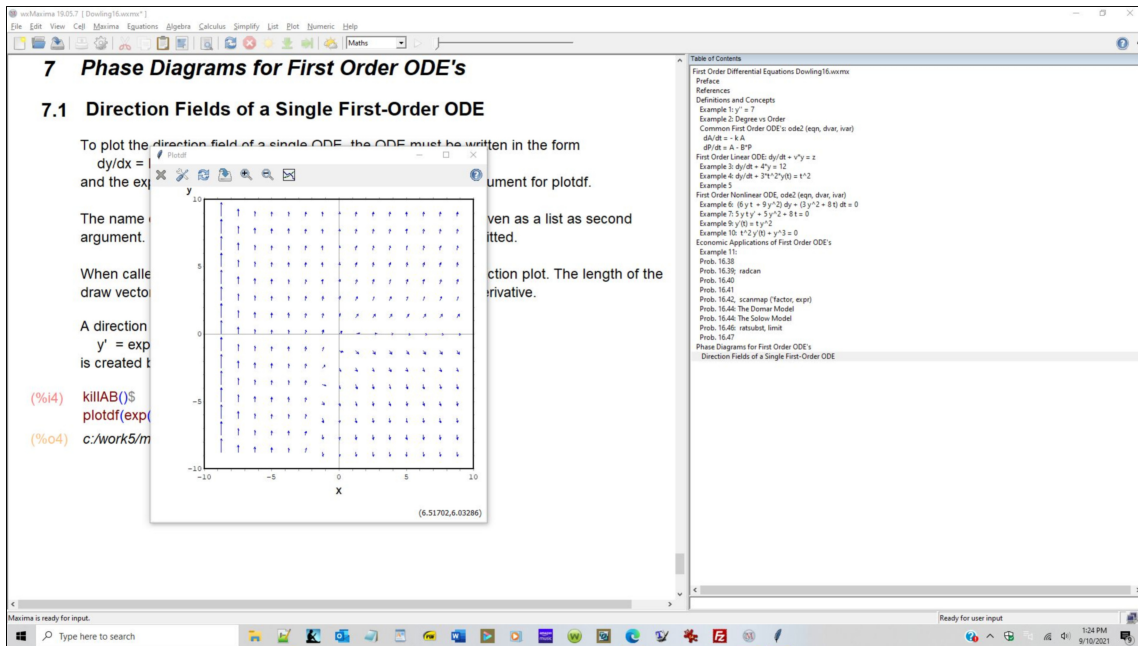 wxMaxima 19.05.7 [ Dowling16.wxmx* ]
File Edit View Cell Maxima Equations Algebra Calculus Simplify List Plot Numeric Help
Maths
7 Phase Diagrams for First Order ODE's
7.1 Direction Fields of a Single First-Order ODE
To plot the direction field of a single ODE, the ODE must be written in the form
dy/dx =
and the exp ument for plotdf.
The name ven as a list as second
argument. itted.
When calle ction plot. The length of the
draw vector rivative.
A direction
y' = exp
is created b
(%i4) killAB()$
plotdf(exp(
(%o4) c:/work5/m
Plotdf
y
10
5
0
-5
-10
-10 -5 0 5 10
x
(6.51702,6.03286)
Table of Contents
First Order Differential Equations Dowling16.wxmx
Preface
References
Definitions and Concepts
Example 1: y'' = 7
Example 2: Degree vs Order
Common First Order ODE's: ode2 (eqn, dvar, ivar)
dA/dt = - k A
dP/dt = A - B*P
First Order Linear ODE: dy/dt + v*y = z
Example 3: dy/dt + 4*y = 12
Example 4: dy/dt + 3*t^2*y(t) = t^2
Example 5
First Order Nonlinear ODE, ode2 (eqn, dvar, ivar)
Example 6: (6 y t + 9 y^2) dy + (3 y^2 + 8 t) dt = 0
Example 7: 5 y t y' + 5 y^2 + 8 t = 0
Example 9: y'(t) = t y^2
Example 10: t^2 y'(t) + y^3 = 0
Economic Applications of First Order ODE's
Example 11:
Prob. 16.38
Prob. 16.39; radcan
Prob. 16.40
Prob. 16.41
Prob. 16.42, scanmap ('factor, expr)
Prob. 16.44: The Domar Model
Prob. 16.44: The Solow Model
Prob. 16.46: ratsubst, limit
Prob. 16.47
Phase Diagrams for First Order ODE's
Direction Fields of a Single First-Order ODE
Maxima is ready for input.
Ready for user input
Type here to search
1:24 PM
9/10/2021